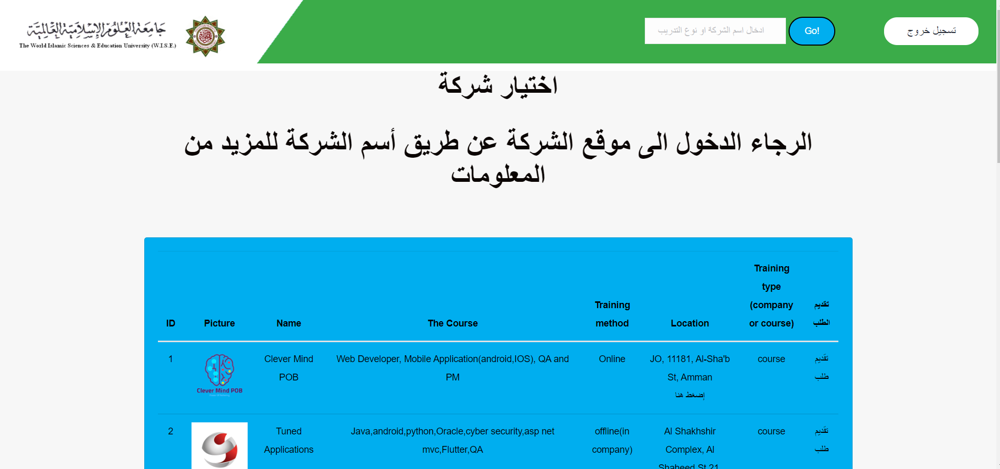 جامعة العلوم الإسلامية العالمية
The World Islamic Sciences & Education University (W.I.S.E.)
ادخال اسم الشركة او نوع التدريب
Go!
تسجيل خروج
اختيار شركة
الرجاء الدخول الى موقع الشركة عن طريق أسم الشركة للمزيد من
المعلومات
ID
Picture
Name
The Course
Training
method
Location
Training
type
(company
or course)
تقديم
الطلب
1
Clever Mind POB
Clever Mind
POB
Web Developer, Mobile Application(android,IOS), QA and
PM
Online
JO, 11181, Al-Sha'b
St, Amman
إضغط هنا
course
تقديم
طلب
2
Tuned
Applications
Java,android,python,Oracle,cyber security,asp net
mvc,Flutter,QA
offline(in
company)
Al Shakhshir
Complex, Al
Shaheed St 21
course
تقديم
طلب